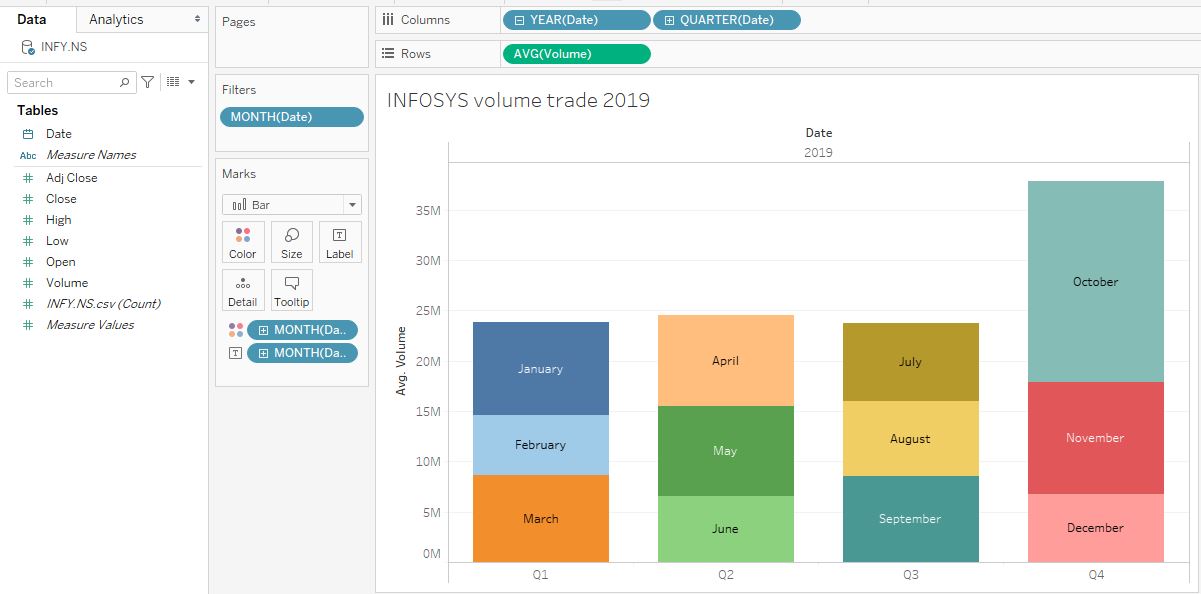 Data
Analytics
INFY.NS
Search
Tables
Date
Abc Measure Names
Adj Close
Close
High
Low
Open
Volume
INFY.NS.csv (Count)
Measure Values
Pages
Filters
MONTH(Date)
Marks
Bar
Color Size Label
Detail Tooltip
MONTH(Da..
T MONTH(Da..
Columns YEAR(Date) QUARTER(Date)
Rows AVG(Volume)
INFOSYS volume trade 2019
Date
2019
Avg. Volume
35M
30M
25M
20M
15M
10M
5M
0M
January
February
March
April
May
June
July
August
September
October
November
December
Q1 Q2 Q3 Q4